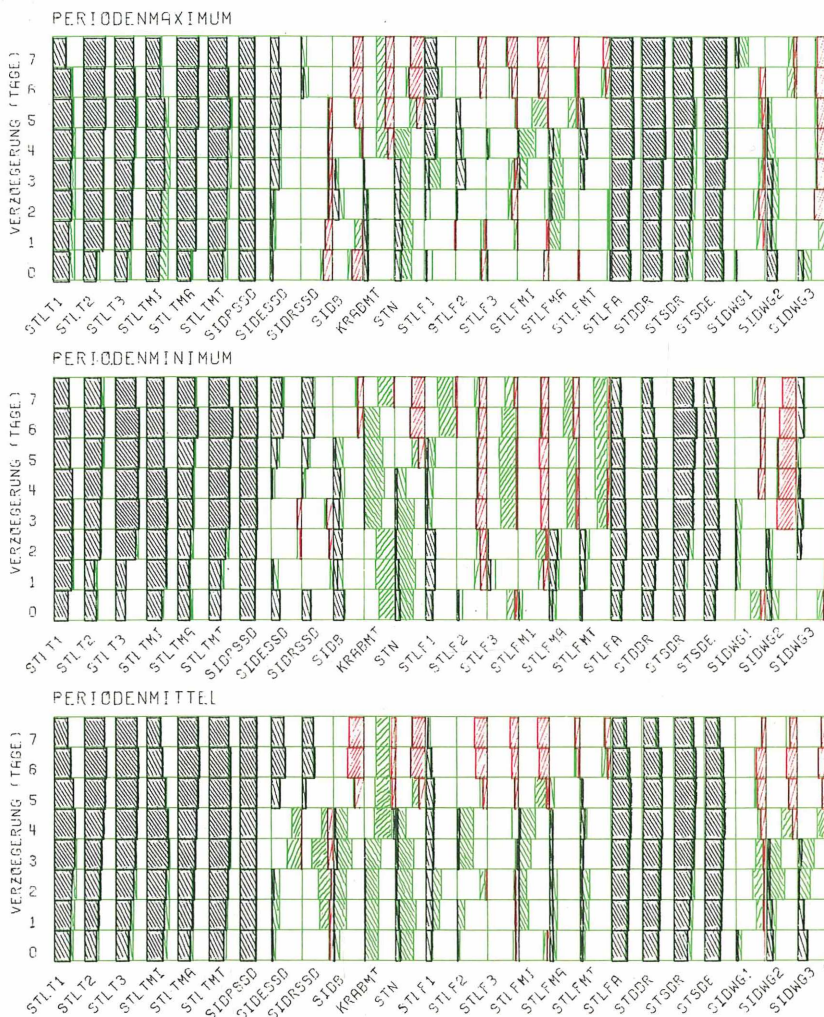 PERIODENMAXIMUM
VERZOEGERUNG (TAGE)
7
6
5
4
3
2
1
0
STLT1 STLT2 STLT3 STLTMI STLTMA STLTMT SIDPSSD SIDESSD SIDRSSD SIDB KRABMT STN STLF1 STLF2 STLF3 STLFMI STLFMA STLFMT STLFA STDDR STSDR STSDE SIDWG1 SIDWG2 SIDWG3
PERIODENMINIMUM
VERZOEGERUNG (TAGE)
7
6
5
4
3
2
1
0
STLT1 STLT2 STLT3 STLTMI STLTMA STLTMT SIDPSSD SIDESSD SIDRSSD SIDB KRABMT STN STLF1 STLF2 STLF3 STLFMI STLFMA STLFMT STLFA STDDR STSDR STSDE SIDWG1 SIDWG2 SIDWG3
PERIODENMITTEL
VERZOEGERUNG (TAGE)
7
6
5
4
3
2
1
0
STLT1 STLT2 STLT3 STLTMI STLTMA STLTMT SIDPSSD SIDESSD SIDRSSD SIDB KRABMT STN STLF1 STLF2 STLF3 STLFMI STLFMA STLFMT STLFA STDDR STSDR STSDE SIDWG1 SIDWG2 SIDWG3